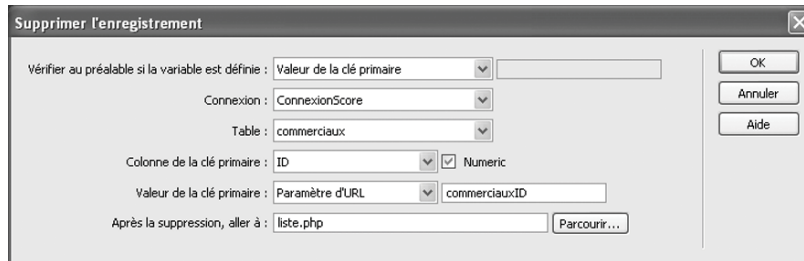 Supprimer l'enregistrement
Vérifier au préalable si la variable est définie : Valeur de la clé primaire
OK
Connexion : ConnexionScore
Annuler
Table : commerciaux
Aide
Colonne de la clé primaire : ID Numeric
Valeur de la clé primaire : Paramètre d'URL commerciauxID
Après la suppression, aller à : liste.php Parcourir...